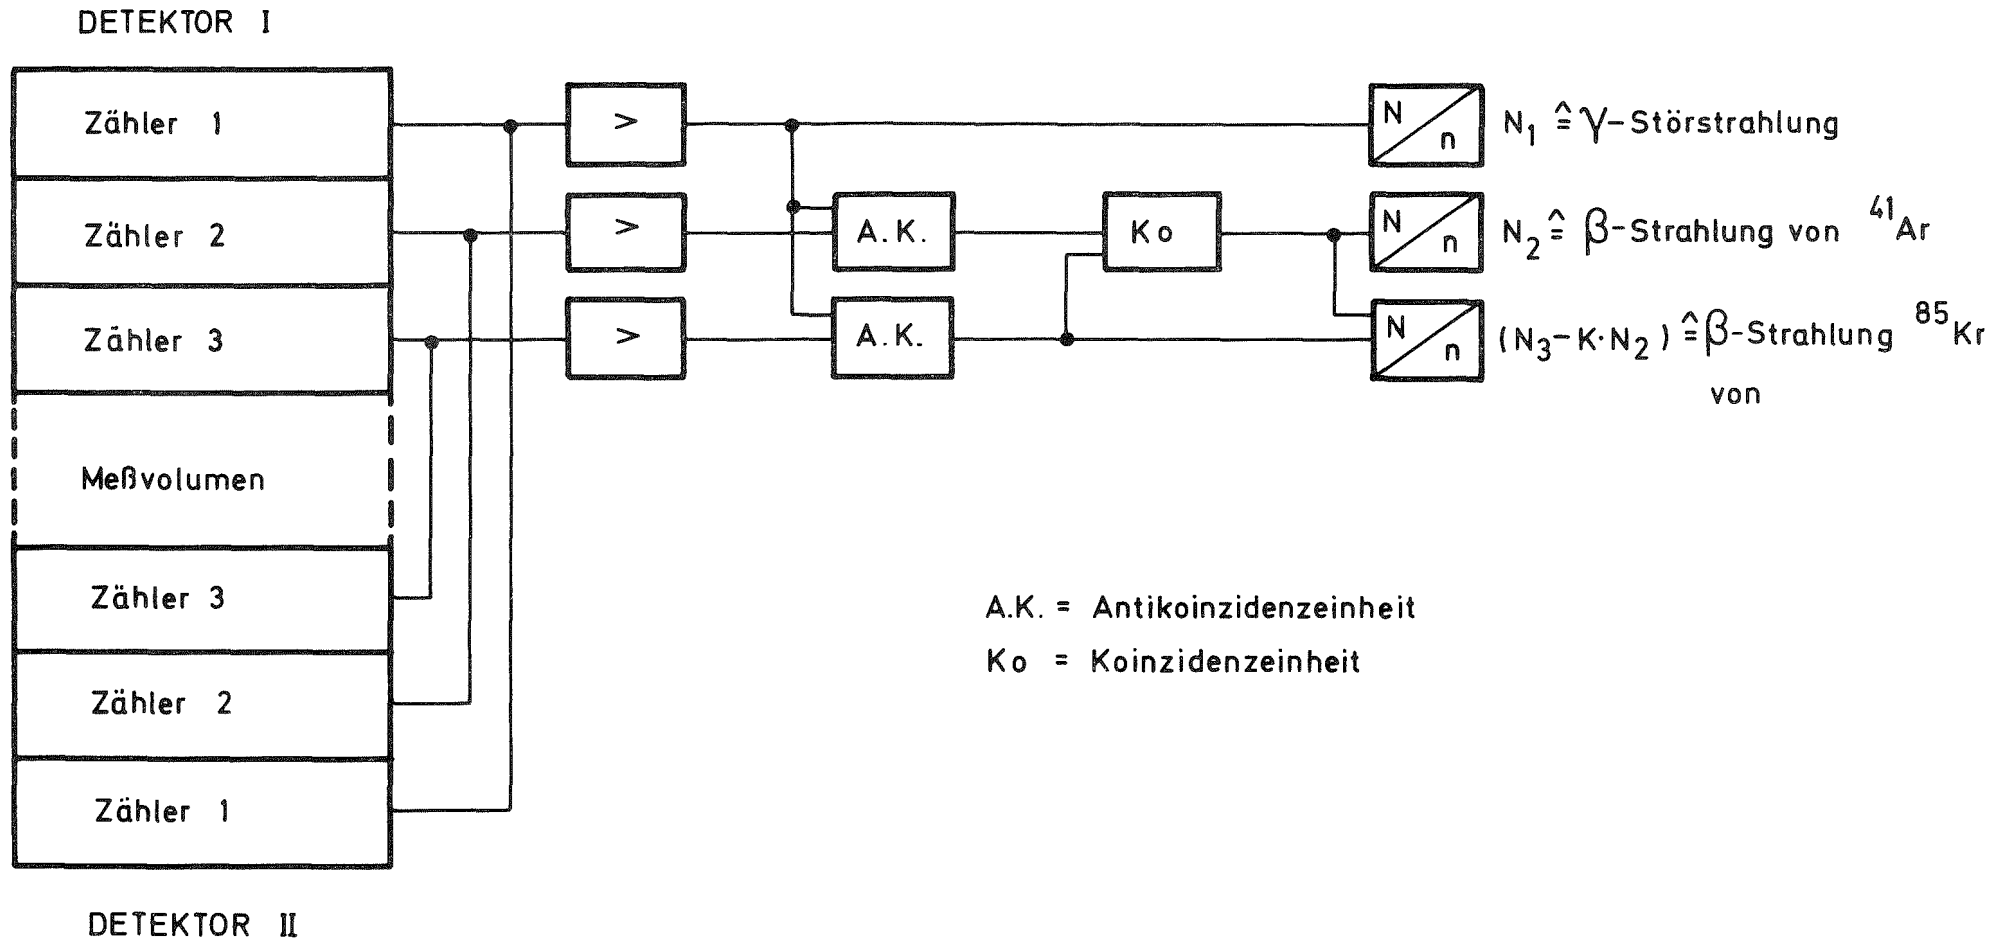 DETEKTOR I
Zähler 1
>
N/n
N₁ ≙ γ-Störstrahlung
Zähler 2
>
A.K.
Ko
N/n
N₂ ≙ β-Strahlung von ⁴¹Ar
Zähler 3
>
A.K.
N/n
(N₃-K·N₂) ≙ β-Strahlung ⁸⁵Kr
von
Meßvolumen
Zähler 3
Zähler 2
Zähler 1
DETEKTOR II
A.K. = Antikoinzidenzeinheit
Ko = Koinzidenzeinheit